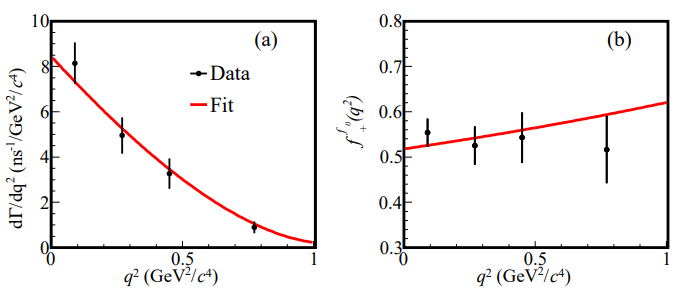 10
8
6
4
2
0
0
0.5
1
dΓ/dq² (ns⁻¹/GeV²/c⁴)
q² (GeV²/c⁴)
(a)
Data
Fit
0.8
0.7
0.6
0.5
0.4
0.3
0
0.5
1
f₊^f₀(q²)
q² (GeV²/c⁴)
(b)